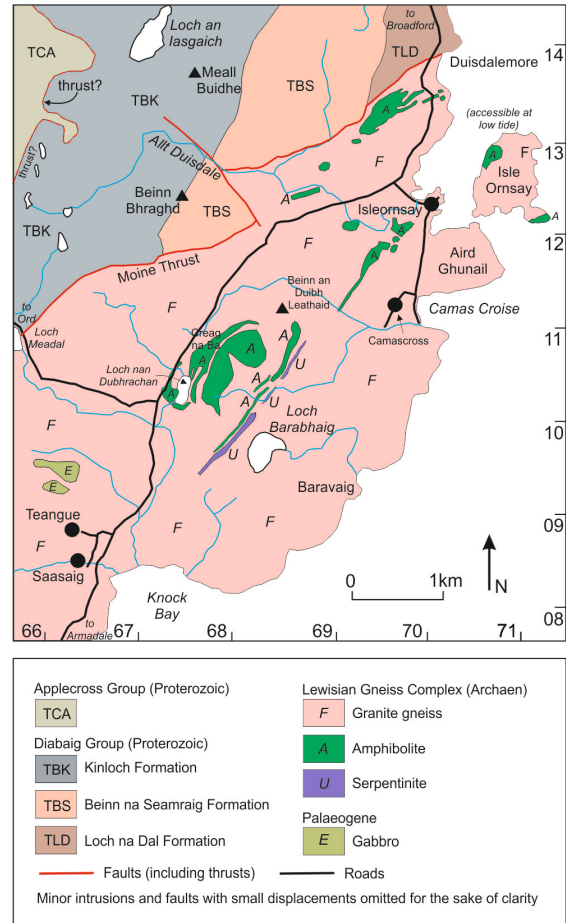 Loch an
Iasgaich
to
Broadford
14
TCA
TLD
Duisdalemore
Meall
Buidhe
TBS
thrust?
TBK
A
(accessible at
low tide)
thrust?
Allt Duisdale
F
13
A
F
Isle
Ornsay
Beinn
Bhraghd
A
TBS
Isleornsay
A
TBK
F
A
12
Moine Thrust
Aird
Ghunail
A
to
Ord
F
Beinn an
Duibh
Leathaid
Camas Croise
Loch
Meadal
Greag
na Ba
11
A
A
A
Camascross
Loch nan
Dubhrachan
A
U
F
A
A
U
Loch
Barabhaig
F
10
U
E
Baravaig
E
F
F
Teangue
09
F
Saasaig
0
1km
N
Knock
Bay
08
to
Armadale
66
67
68
69
70
71
Applecross Group (Proterozoic)
TCA
Diabaig Group (Proterozoic)
TBK
Kinloch Formation
TBS
Beinn na Seamraig Formation
TLD
Loch na Dal Formation
Lewisian Gneiss Complex (Archaen)
F
Granite gneiss
A
Amphibolite
U
Serpentinite
Palaeogene
E
Gabbro
Faults (including thrusts)
Roads
Minor intrusions and faults with small displacements omitted for the sake of clarity